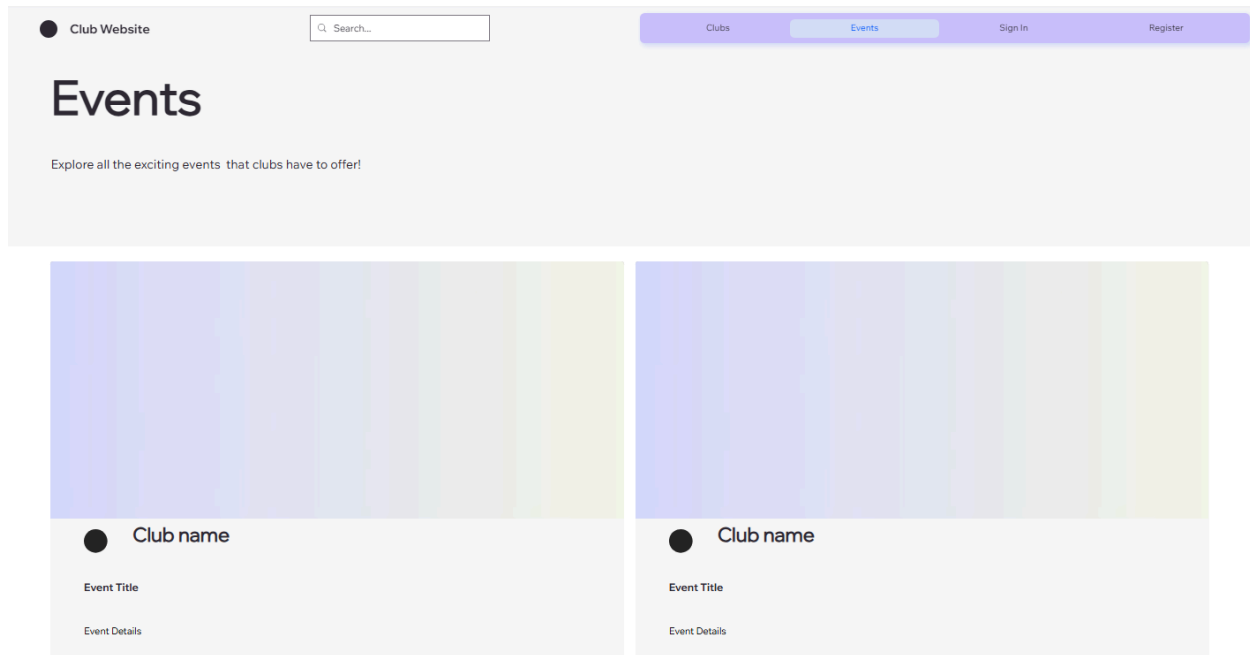 Club Website
Search...
Clubs
Events
Sign In
Register
Events
Explore all the exciting events  that clubs have to offer!
Club name
Event Title
Event Details
Club name
Event Title
Event Details